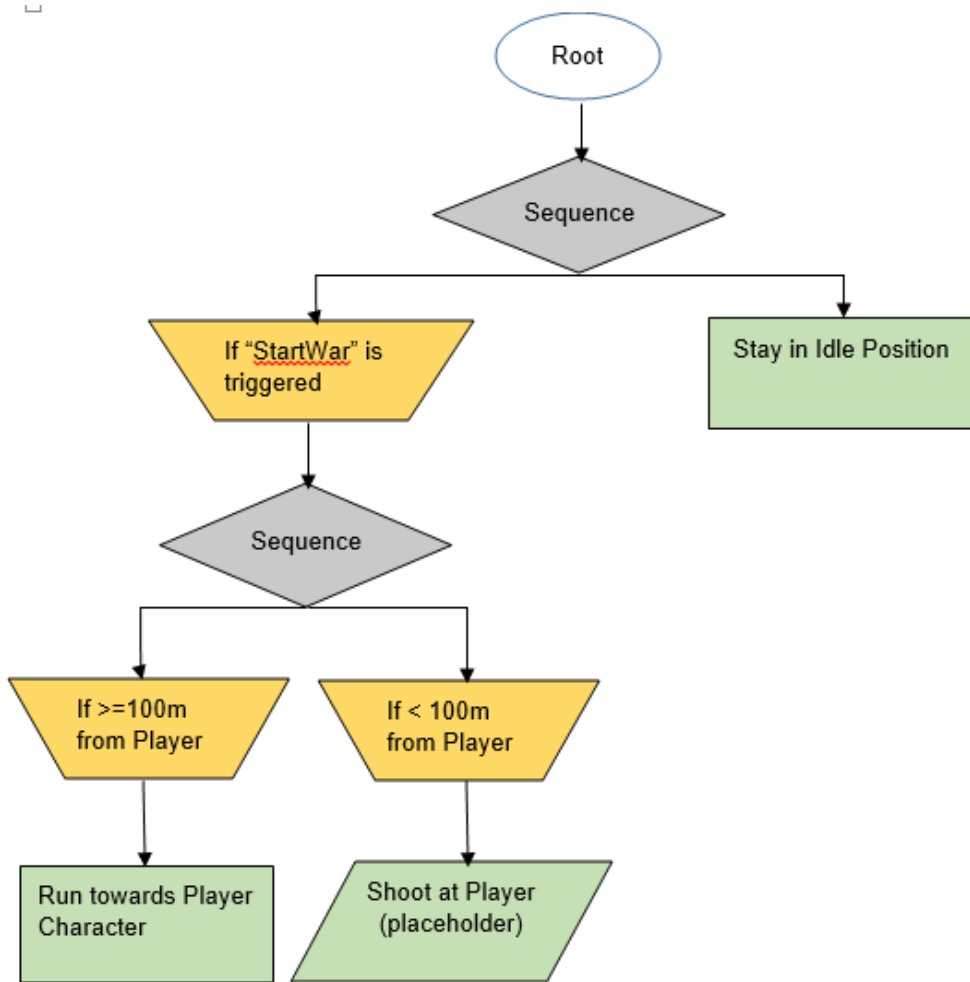 Root
Sequence
If “StartWar” is
triggered
Stay in Idle Position
Sequence
If >=100m
from Player
If < 100m
from Player
Run towards Player
Character
Shoot at Player
(placeholder)